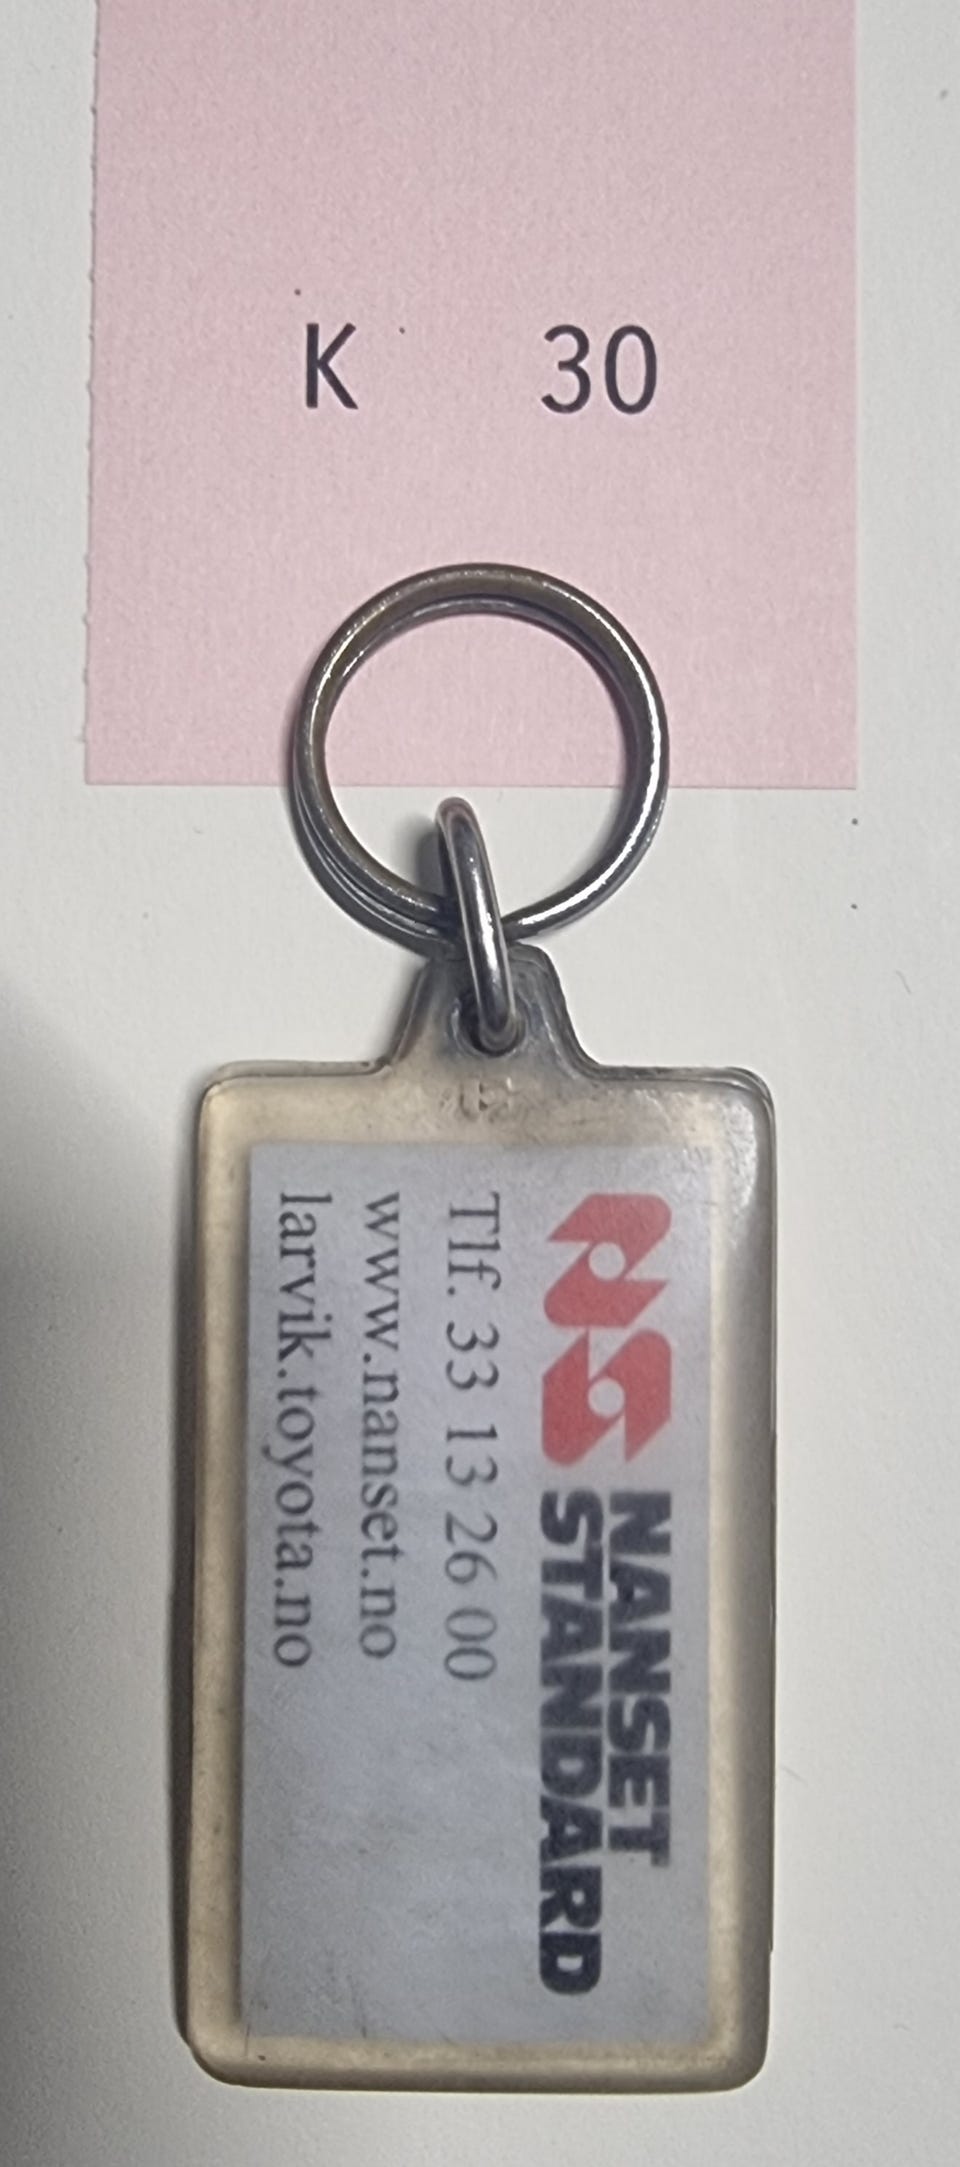 K 30
NANSET
STANDARD
Tlf. 33 13 26 00
www.nanset.no
larvik.toyota.no